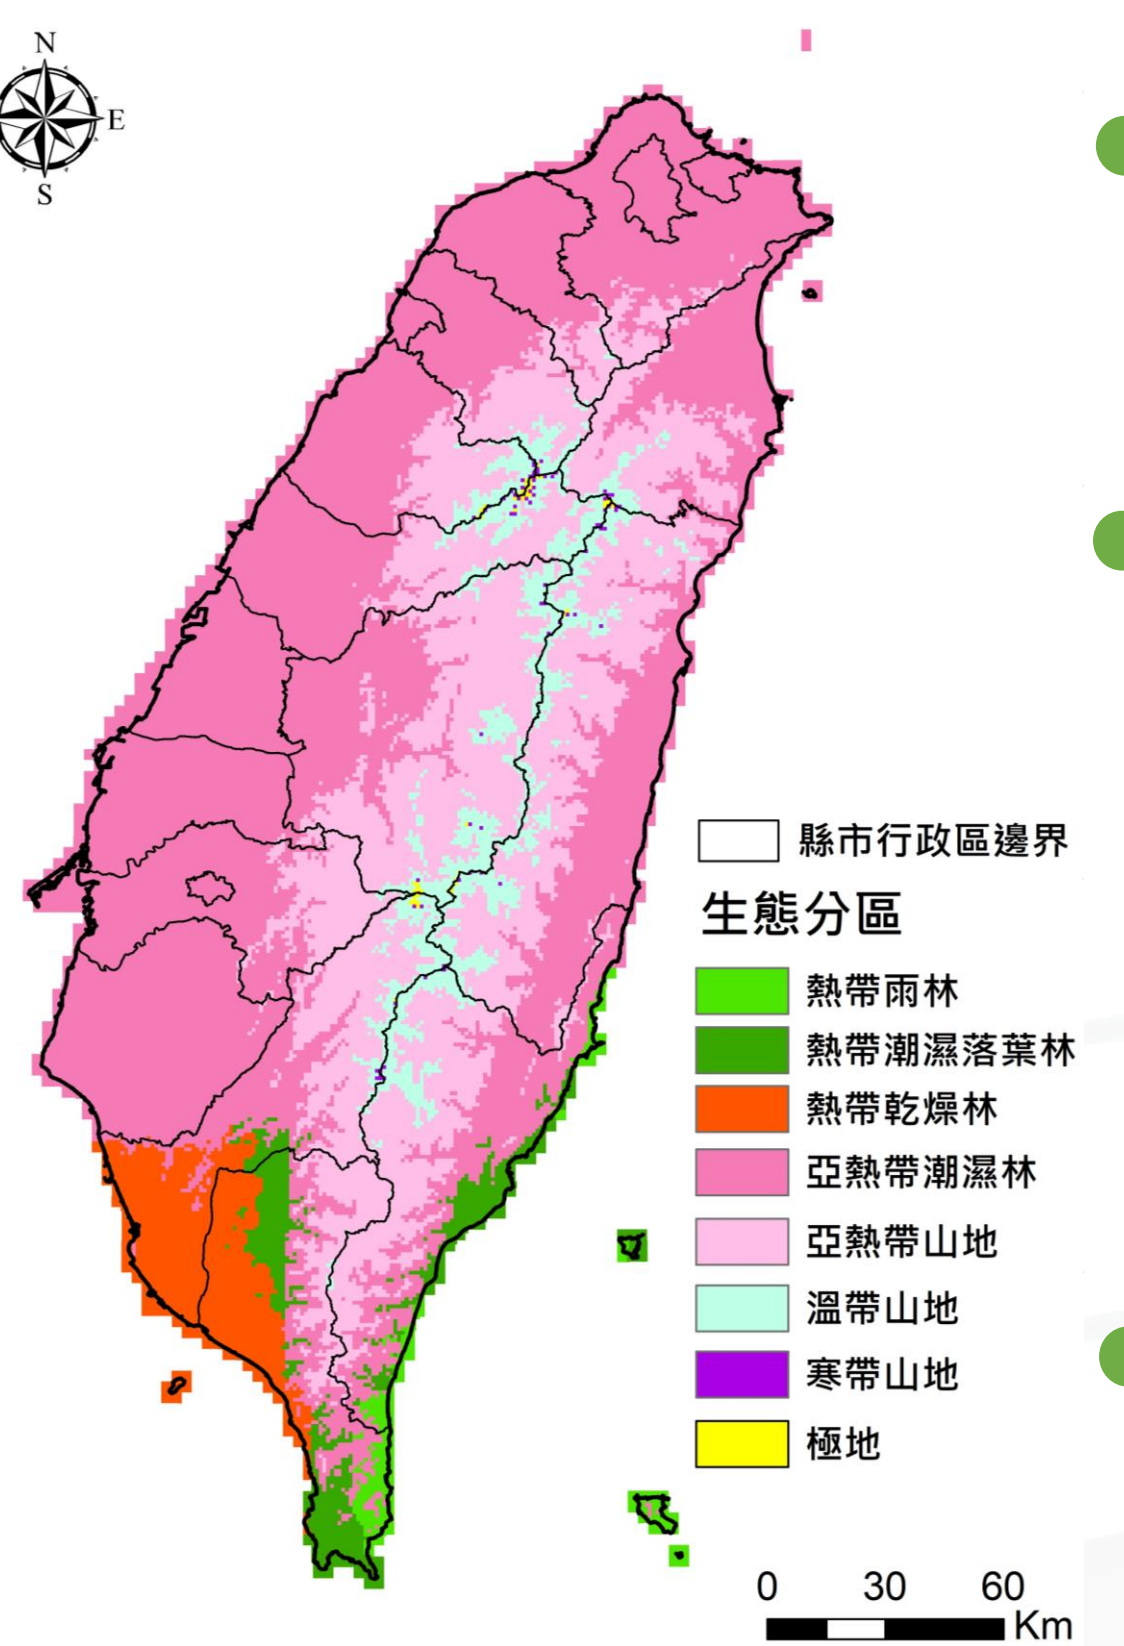 N
E
S
縣市行政區邊界
生態分區
熱帶雨林
熱帶潮濕落葉林
熱帶乾燥林
亞熱帶潮濕林
亞熱帶山地
溫帶山地
寒帶山地
極地
0 30 60
Km